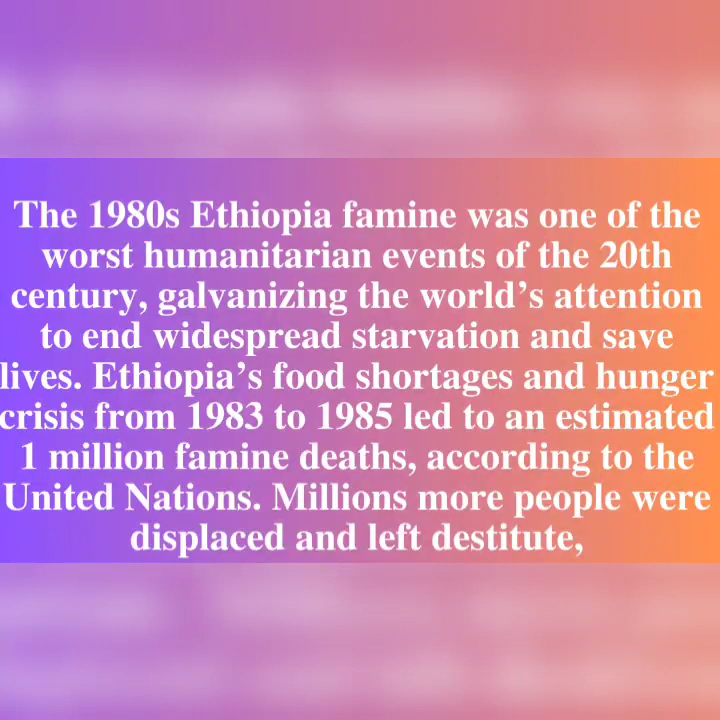 The 1980s Ethiopia famine was one of the
worst humanitarian events of the 20th
century, galvanizing the world’s attention
to end widespread starvation and save
lives. Ethiopia’s food shortages and hunger
crisis from 1983 to 1985 led to an estimated
1 million famine deaths, according to the
United Nations. Millions more people were
displaced and left destitute,